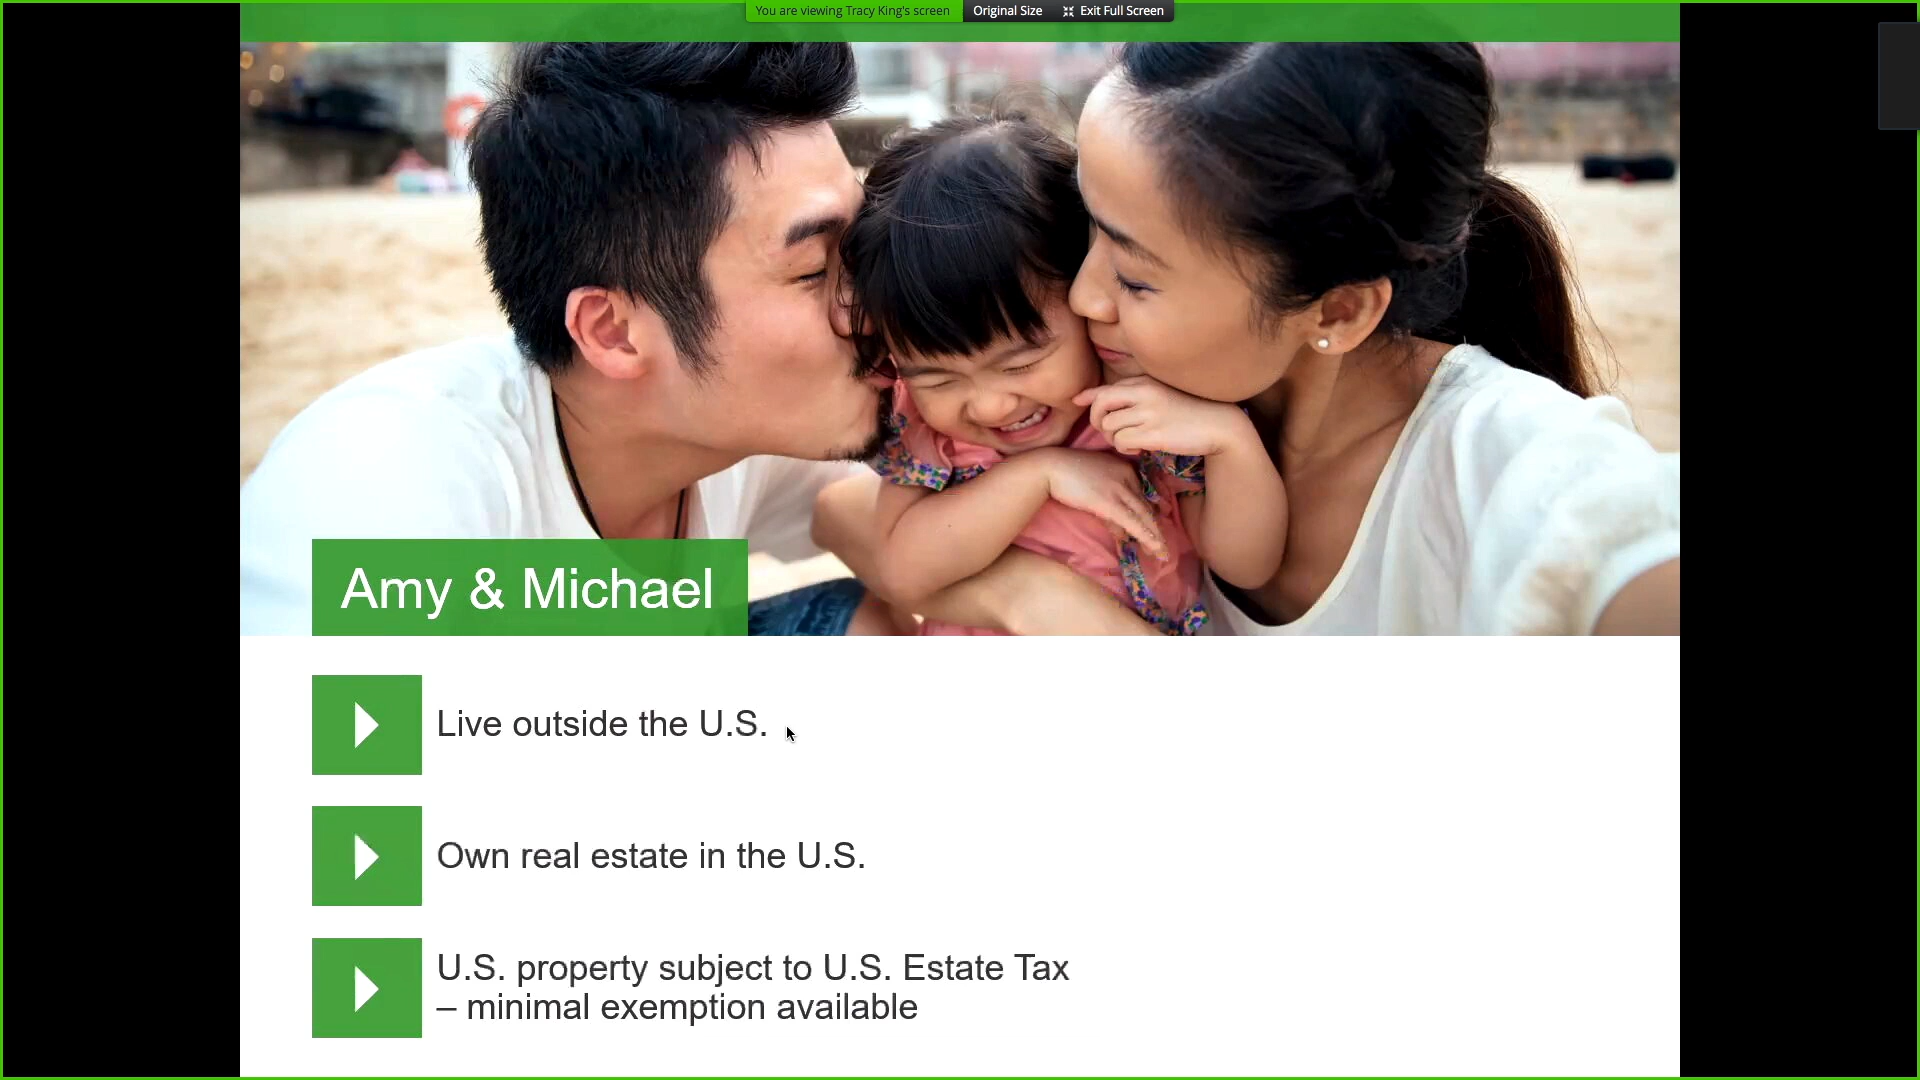 You are viewing Tracy King's screen Original Size Exit Full Screen
Amy & Michael
Live outside the U.S.
Own real estate in the U.S.
U.S. property subject to U.S. Estate Tax
– minimal exemption available